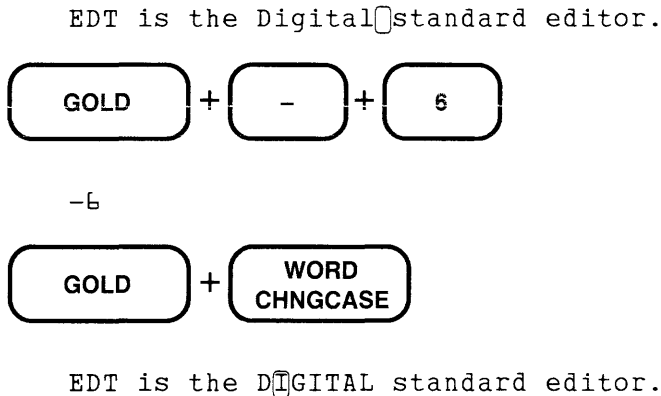 EDT is the Digital standard editor.
GOLD + - + 6
-6
GOLD + WORD
CHNGCASE
EDT is the DIGITAL standard editor.